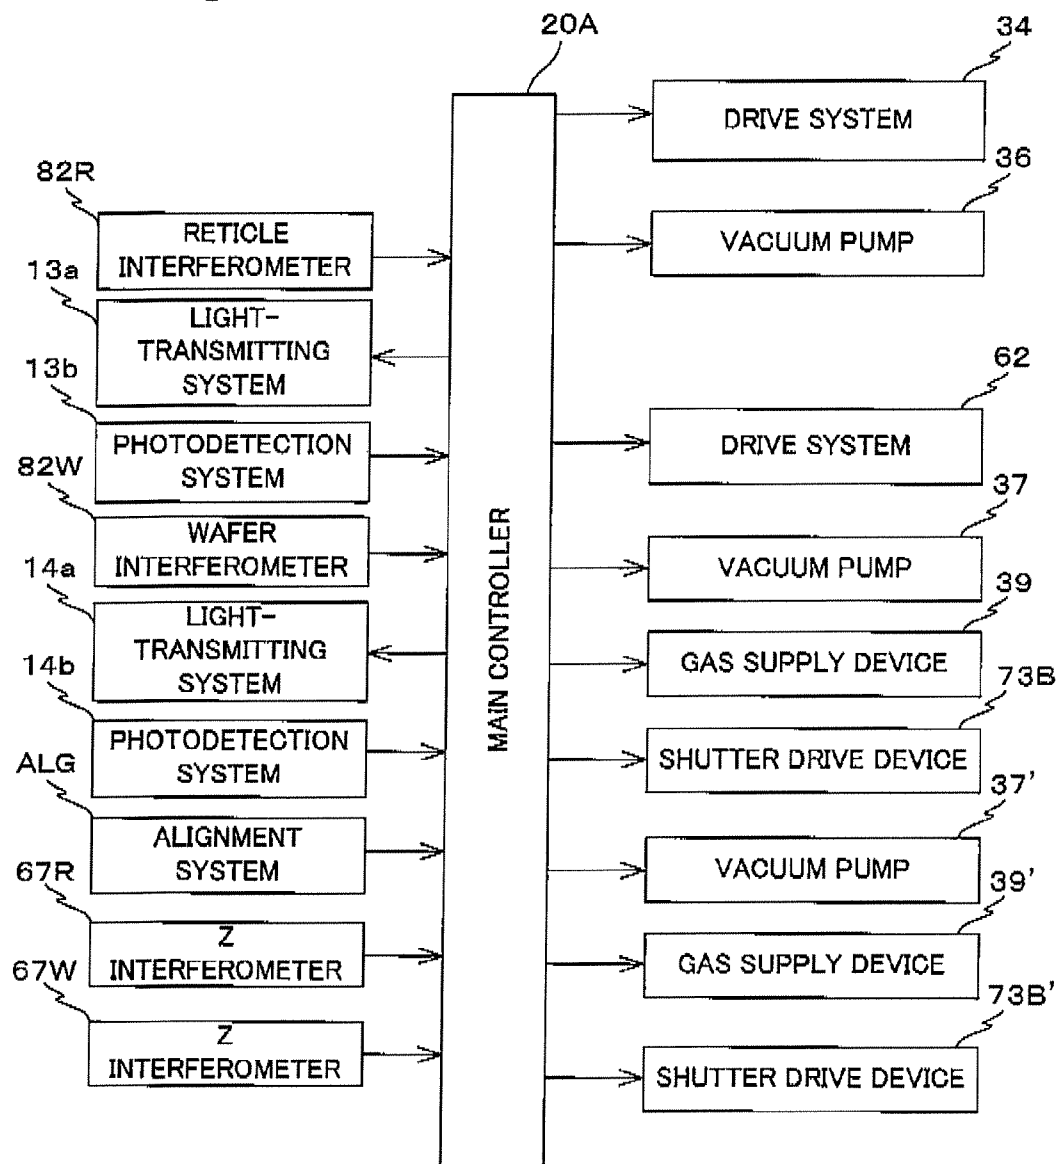 20A
34
DRIVE SYSTEM
36
VACUUM PUMP
82R
RETICLE
INTERFEROMETER
13a
LIGHT-
TRANSMITTING
SYSTEM
13b
PHOTODETECTION
SYSTEM
82W
WAFER
INTERFEROMETER
14a
LIGHT-
TRANSMITTING
SYSTEM
14b
PHOTODETECTION
SYSTEM
ALG
ALIGNMENT
SYSTEM
67R
Z
INTERFEROMETER
67W
Z
INTERFEROMETER
MAIN CONTROLLER
62
DRIVE SYSTEM
37
VACUUM PUMP
39
GAS SUPPLY DEVICE
73B
SHUTTER DRIVE DEVICE
37'
VACUUM PUMP
39'
GAS SUPPLY DEVICE
73B'
SHUTTER DRIVE DEVICE